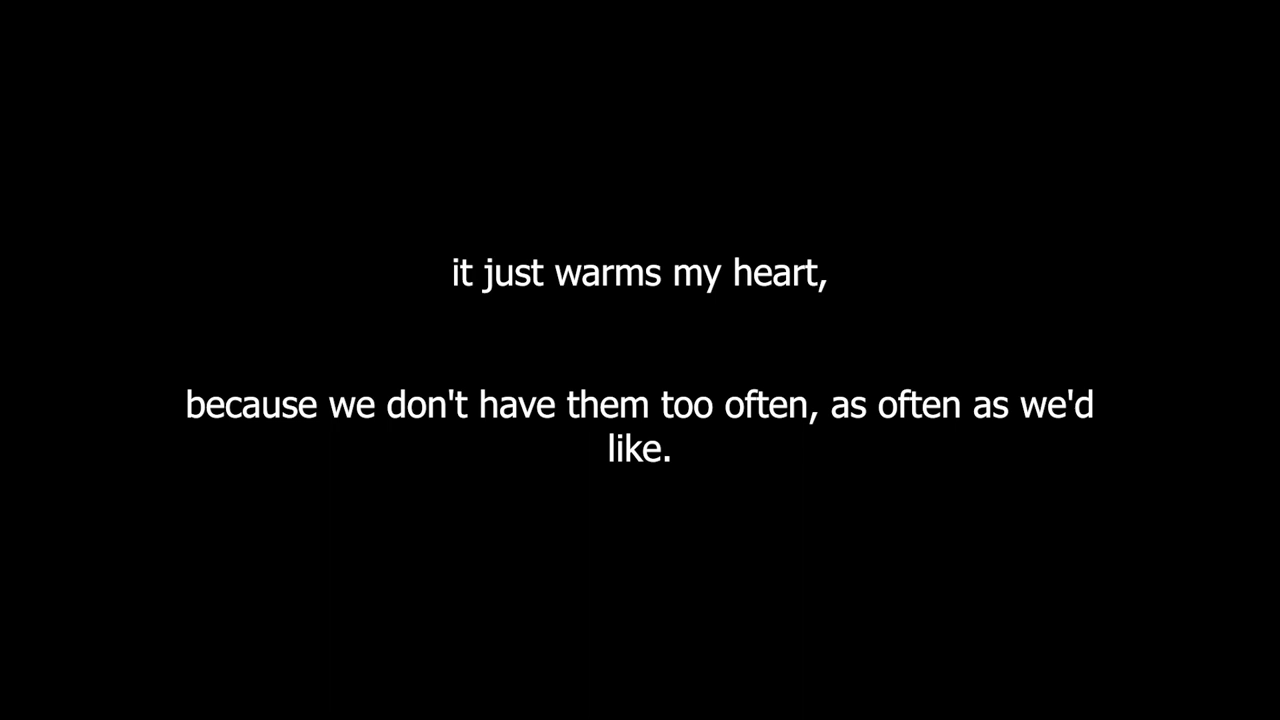 it just warms my heart,
because we don't have them too often, as often as we'd
like.